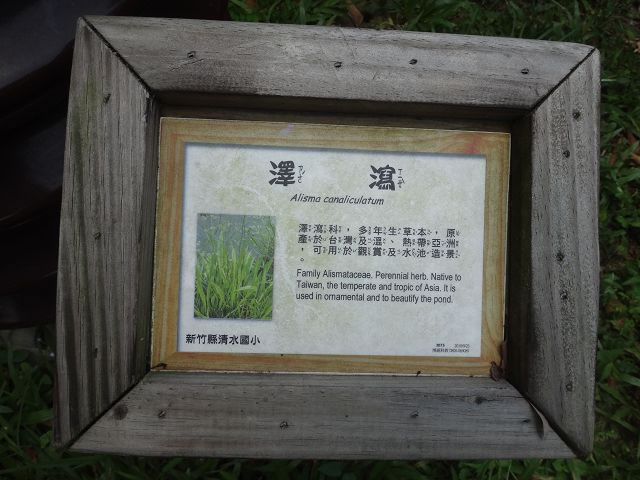 澤瀉
Alisma canaliculatum
澤瀉科，多年生草本，原
產於台灣及溫、熱帶亞洲
，可用於觀賞及水池造景
。
Family Alismataceae. Perennial herb. Native to
Taiwan, the temperate and tropic of Asia. It is
used in ornamental and to beautify the pond.
新竹縣清水國小